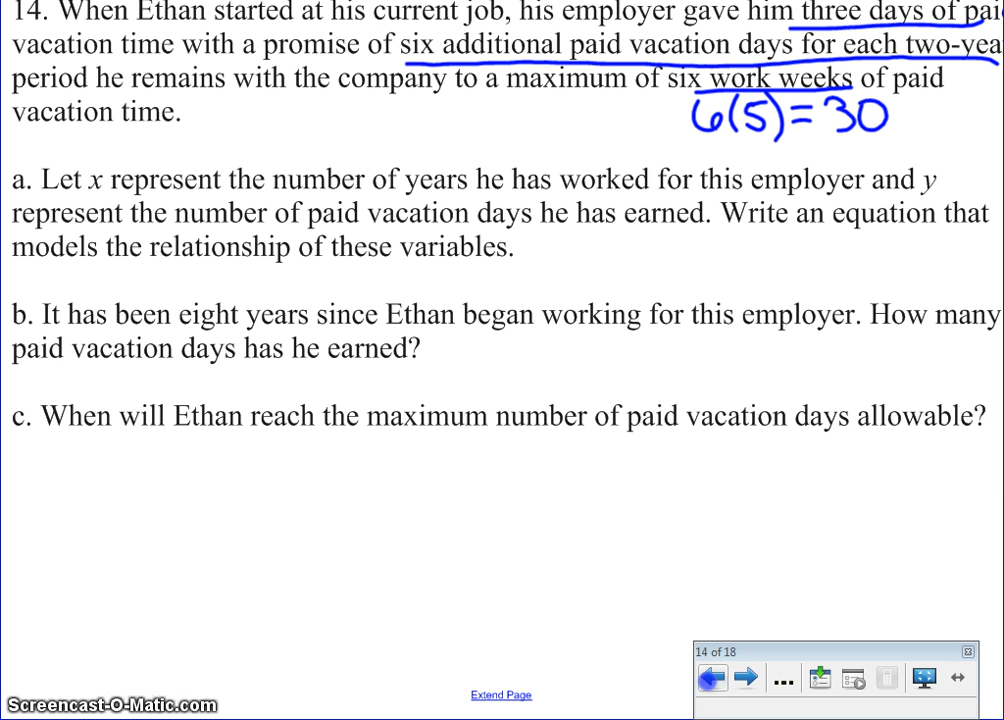 14. When Ethan started at his current job, his employer gave him three days of pai
vacation time with a promise of six additional paid vacation days for each two-yea
period he remains with the company to a maximum of six work weeks of paid
vacation time.
6(5)=30
a. Let x represent the number of years he has worked for this employer and y
represent the number of paid vacation days he has earned. Write an equation that
models the relationship of these variables.
b. It has been eight years since Ethan began working for this employer. How many
paid vacation days has he earned?
c. When will Ethan reach the maximum number of paid vacation days allowable?
14 of 18
Extend Page
Screencast-O-Matic.com